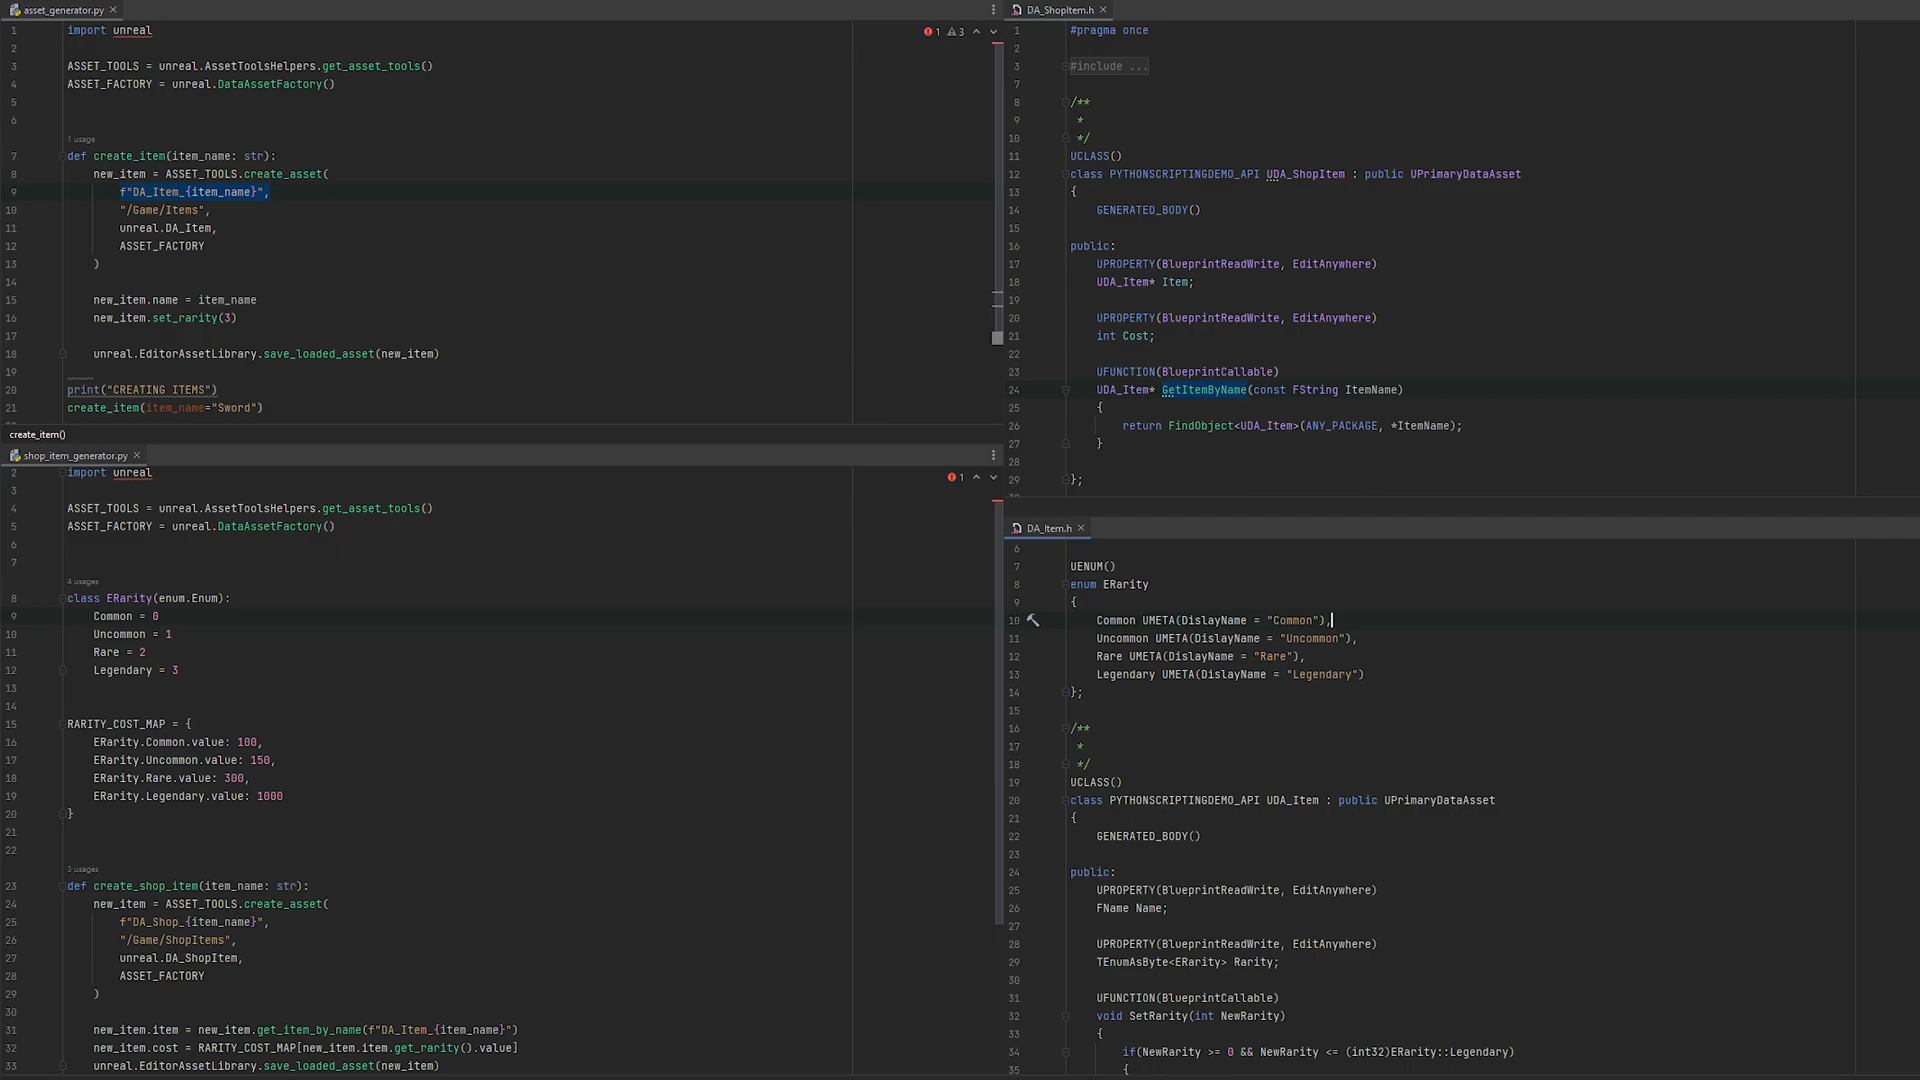 asset_generator.py
1 3
1 import unreal
2
3 ASSET_TOOLS = unreal.AssetToolsHelpers.get_asset_tools()
4 ASSET_FACTORY = unreal.DataAssetFactory()
5
6
1 usage
7 def create_item(item_name: str):
8 new_item = ASSET_TOOLS.create_asset(
9 f"DA_Item_{item_name}",
10 "/Game/Items",
11 unreal.DA_Item,
12 ASSET_FACTORY
13 )
14
15 new_item.name = item_name
16 new_item.set_rarity(3)
17
18 unreal.EditorAssetLibrary.save_loaded_asset(new_item)
19
20 print("CREATING ITEMS")
21 create_item(item_name="Sword")
create_item()
shop_item_generator.py
1
2 import unreal
3
4 ASSET_TOOLS = unreal.AssetToolsHelpers.get_asset_tools()
5 ASSET_FACTORY = unreal.DataAssetFactory()
6
7
4 usages
8 class ERarity(enum.Enum):
9 Common = 0
10 Uncommon = 1
11 Rare = 2
12 Legendary = 3
13
14
15 RARITY_COST_MAP = {
16 ERarity.Common.value: 100,
17 ERarity.Uncommon.value: 150,
18 ERarity.Rare.value: 300,
19 ERarity.Legendary.value: 1000
20 }
21
22
3 usages
23 def create_shop_item(item_name: str):
24 new_item = ASSET_TOOLS.create_asset(
25 f"DA_Shop_{item_name}",
26 "/Game/ShopItems",
27 unreal.DA_ShopItem,
28 ASSET_FACTORY
29 )
30
31 new_item.item = new_item.get_item_by_name(f"DA_Item_{item_name}")
32 new_item.cost = RARITY_COST_MAP[new_item.item.get_rarity().value]
33 unreal.EditorAssetLibrary.save_loaded_asset(new_item)
DA_ShopItem.h
1 #pragma once
2
3 #include ...
7
8 /**
9 *
10 */
11 UCLASS()
12 class PYTHONSCRIPTINGDEMO_API UDA_ShopItem : public UPrimaryDataAsset
13 {
14 GENERATED_BODY()
15
16 public:
17 UPROPERTY(BlueprintReadWrite, EditAnywhere)
18 UDA_Item* Item;
19
20 UPROPERTY(BlueprintReadWrite, EditAnywhere)
21 int Cost;
22
23 UFUNCTION(BlueprintCallable)
24 UDA_Item* GetItemByName(const FString ItemName)
25 {
26 return FindObject<UDA_Item>(ANY_PACKAGE, *ItemName);
27 }
28
29 };
DA_Item.h
6
7 UENUM()
8 enum ERarity
9 {
10 Common UMETA(DislayName = "Common"),
11 Uncommon UMETA(DislayName = "Uncommon"),
12 Rare UMETA(DislayName = "Rare"),
13 Legendary UMETA(DislayName = "Legendary")
14 };
15
16 /**
17 *
18 */
19 UCLASS()
20 class PYTHONSCRIPTINGDEMO_API UDA_Item : public UPrimaryDataAsset
21 {
22 GENERATED_BODY()
23
24 public:
25 UPROPERTY(BlueprintReadWrite, EditAnywhere)
26 FName Name;
27
28 UPROPERTY(BlueprintReadWrite, EditAnywhere)
29 TEnumAsByte<ERarity> Rarity;
30
31 UFUNCTION(BlueprintCallable)
32 void SetRarity(int NewRarity)
33 {
34 if(NewRarity >= 0 && NewRarity <= (int32)ERarity::Legendary)
35 {